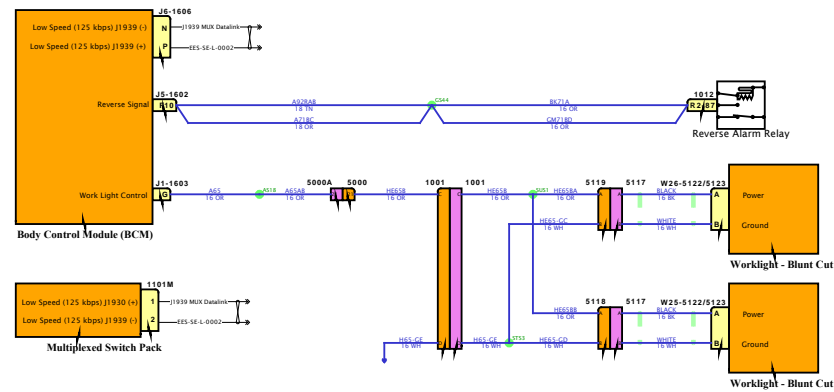 J6-1606
Low Speed (125 kbps) J1939 (-)
N
J1939 MUX Datalink
Low Speed (125 kbps) J1939 (+)
P
EES-SE-L-0002
J5-1602
Reverse Signal
A92RAB
18 TN
A718C
18 OR
CS44
BK71A
16 OR
GM718D
16 OR
1012
87
Reverse Alarm Relay
J1-1603
Work Light Control
G
A65
16 OR
AS18
A65AB
16 OR
5000A
5000
HE65B
16 OR
1001
1001
HE65B
16 OR
SUS1
HE65BA
16 OR
HE65-GC
16 WH
5119
5117
BLACK
16 BK
WHITE
16 WH
W26-5122/5123
A
Power
B
Ground
Worklight - Blunt Cut
Body Control Module (BCM)
1101M
Low Speed (125 kbps) J1930 (+)
1
J1939 MUX Datalink
Low Speed (125 kbps) J1939 (-)
2
EES-SE-L-0002
Multiplexed Switch Pack
H65-GE
16 WH
H65-GE
16 WH
ST53
HE65-GD
16 WH
HE65BB
16 OR
5118
5117
BLACK
16 BK
WHITE
16 WH
W25-5122/5123
A
Power
B
Ground
Worklight - Blunt Cut